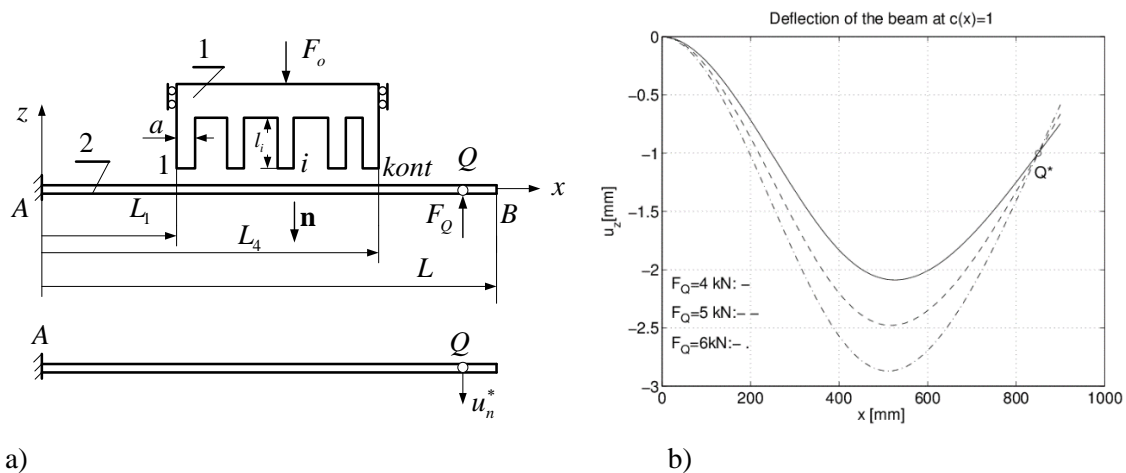 1
F_o
z
a
l_i
2
1
i
kont
Q
x
A
L_1
n
F_Q
B
L_4
L
A
Q
u_n^*
a)
Deflection of the beam at c(x)=1
0
−0.5
−1
−1.5
−2
−2.5
−3
u_z[mm]
Q*
F_Q=4 kN: −
F_Q=5 kN:−−
F_Q=6kN:− .
0
200
400
600
800
1000
x [mm]
b)